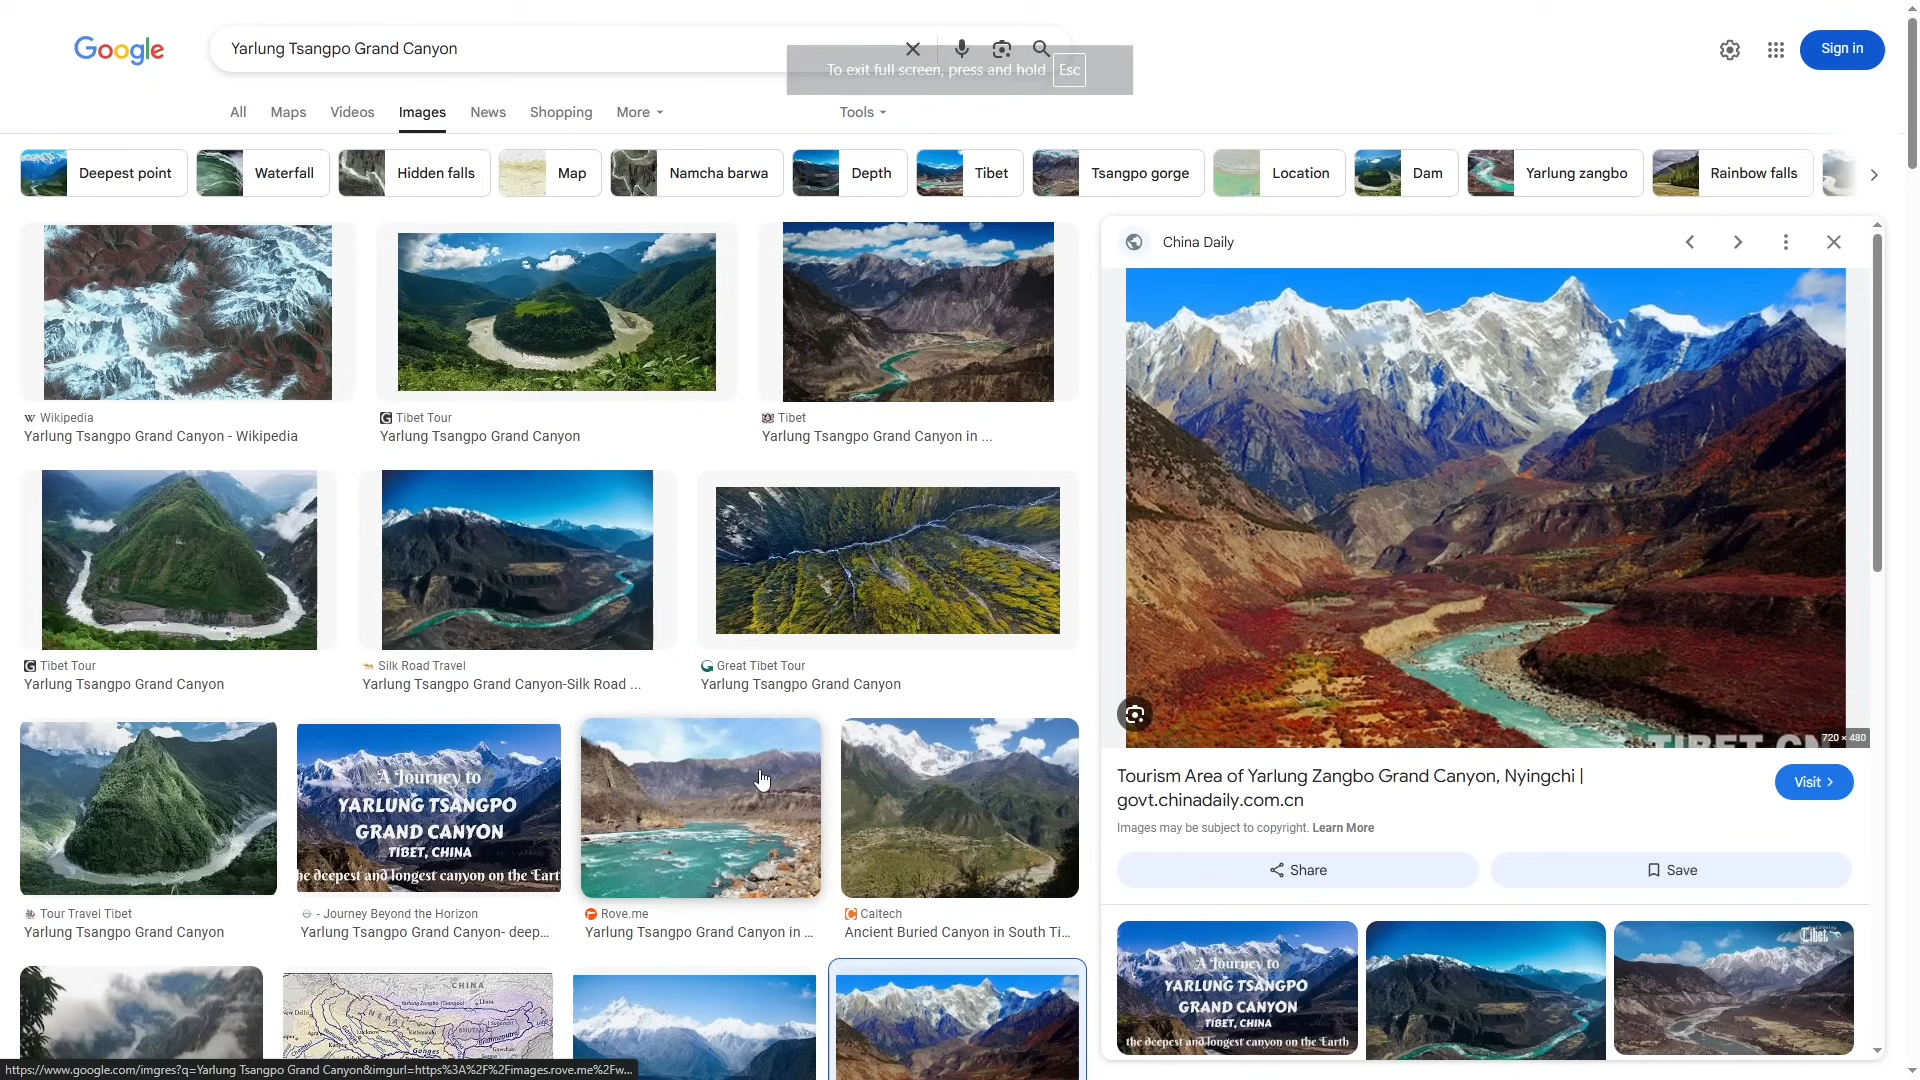 Google
Yarlung Tsangpo Grand Canyon
To exit full screen, press and hold Esc
Sign in
All
Maps
Videos
Images
News
Shopping
More
Tools
Deepest point
Waterfall
Hidden falls
Map
Namcha barwa
Depth
Tibet
Tsangpo gorge
Location
Dam
Yarlung zangbo
Rainbow falls
Wikipedia
Yarlung Tsangpo Grand Canyon - Wikipedia
Tibet Tour
Yarlung Tsangpo Grand Canyon
Tibet
Yarlung Tsangpo Grand Canyon in ...
Tibet Tour
Yarlung Tsangpo Grand Canyon
Silk Road Travel
Yarlung Tsangpo Grand Canyon-Silk Road ...
Great Tibet Tour
Yarlung Tsangpo Grand Canyon
A Journey to
YARLUNG TSANGPO
GRAND CANYON
TIBET, CHINA
he deepest and longest canyon on the Eart
Tour Travel Tibet
Yarlung Tsangpo Grand Canyon
- Journey Beyond the Horizon
Yarlung Tsangpo Grand Canyon- deep...
Rove.me
Yarlung Tsangpo Grand Canyon in ...
Caltech
Ancient Buried Canyon in South Ti...
CHINA
NEPAL
BHUTAN
Ganges
https://www.google.com/imgres?q=Yarlung Tsangpo Grand Canyon&imgurl=https%3A%2F%2Fimages.rove.me%2Fw...
China Daily
TIBET.CN
720 × 480
Tourism Area of Yarlung Zangbo Grand Canyon, Nyingchi |
govt.chinadaily.com.cn
Visit
Images may be subject to copyright. Learn More
Share
Save
A Journey to
YARLUNG TSANGPO
GRAND CANYON
TIBET, CHINA
the deepest and longest canyon on the Earth
Tibet